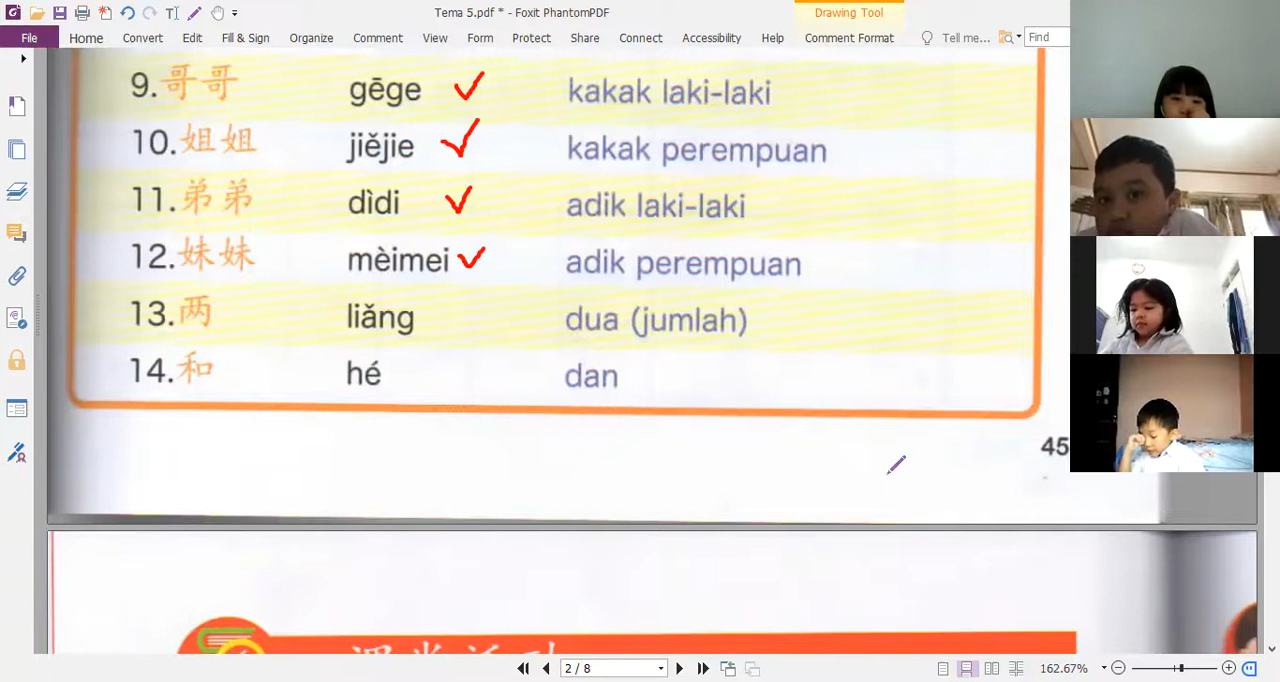 Tema 5.pdf * - Foxit PhantomPDF
Drawing Tool
File Home Convert Edit Fill & Sign Organize Comment View Form Protect Share Connect Accessibility Help Comment Format Tell me... Find
9. 哥哥 gēge kakak laki-laki
10. 姐姐 jiějie kakak perempuan
11. 弟弟 dìdi adik laki-laki
12. 妹妹 mèimei adik perempuan
13. 两 liǎng dua (jumlah)
14. 和 hé dan
45
2 / 8
162.67%